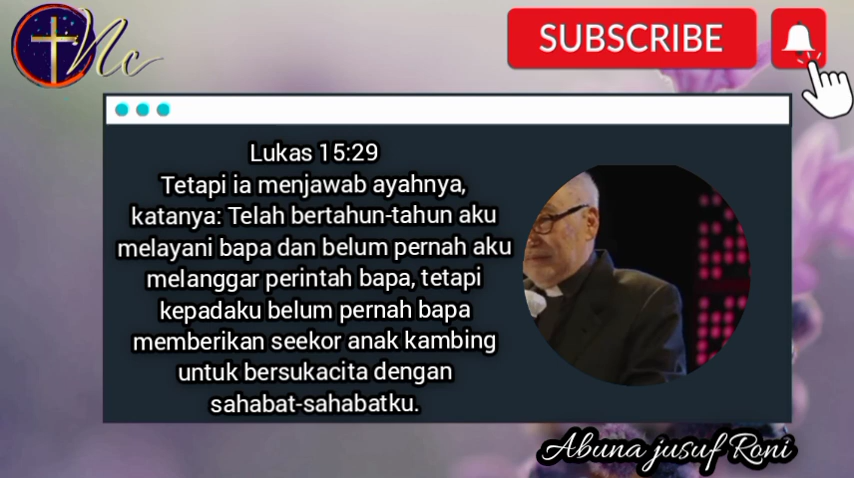 Nc
SUBSCRIBE
Lukas 15:29
Tetapi ia menjawab ayahnya,
katanya: Telah bertahun-tahun aku
melayani bapa dan belum pernah aku
melanggar perintah bapa, tetapi
kepadaku belum pernah bapa
memberikan seekor anak kambing
untuk bersukacita dengan
sahabat-sahabatku.
Abuna jusuf Roni